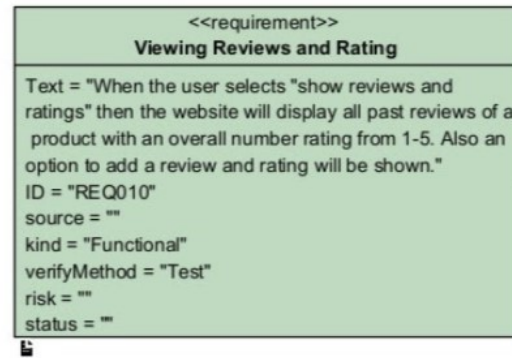 <<requirement>>
Viewing Reviews and Rating
Text = "When the user selects "show reviews and
ratings" then the website will display all past reviews of a
product with an overall number rating from 1-5. Also an
option to add a review and rating will be shown."
ID = "REQ010"
source = ""
kind = "Functional"
verifyMethod = "Test"
risk = ""
status = ""